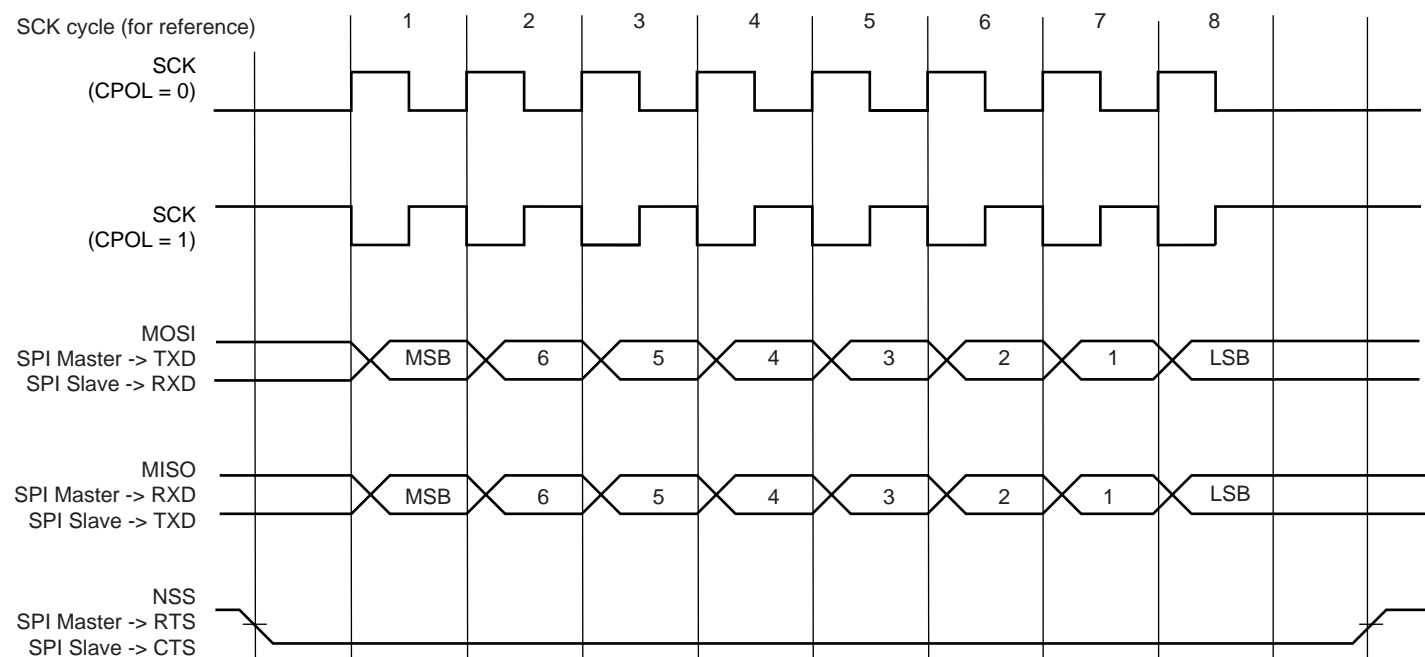 SCK cycle (for reference)
1 2 3 4 5 6 7 8
SCK
(CPOL = 0)
SCK
(CPOL = 1)
MOSI
SPI Master -> TXD
SPI Slave -> RXD
MSB 6 5 4 3 2 1 LSB
MISO
SPI Master -> RXD
SPI Slave -> TXD
MSB 6 5 4 3 2 1 LSB
NSS
SPI Master -> RTS
SPI Slave -> CTS